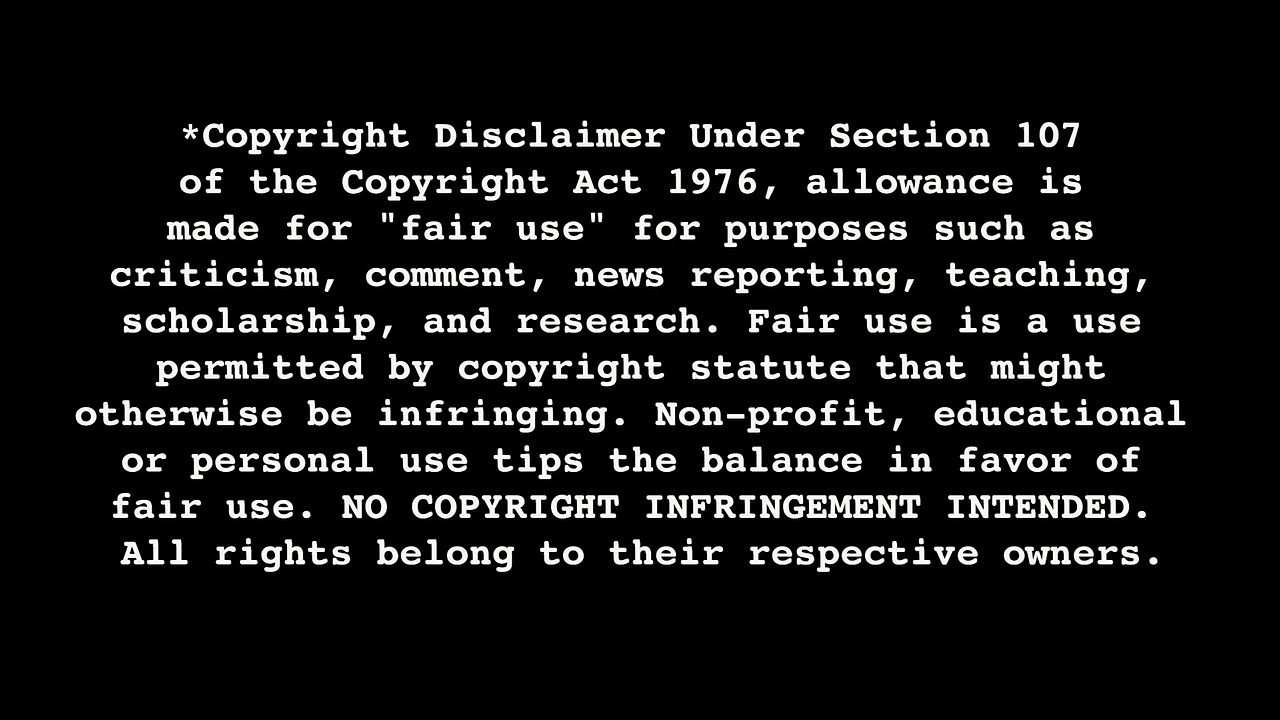 *Copyright Disclaimer Under Section 107
of the Copyright Act 1976, allowance is
made for "fair use" for purposes such as
criticism, comment, news reporting, teaching,
scholarship, and research. Fair use is a use
permitted by copyright statute that might
otherwise be infringing. Non-profit, educational
or personal use tips the balance in favor of
fair use. NO COPYRIGHT INFRINGEMENT INTENDED.
All rights belong to their respective owners.